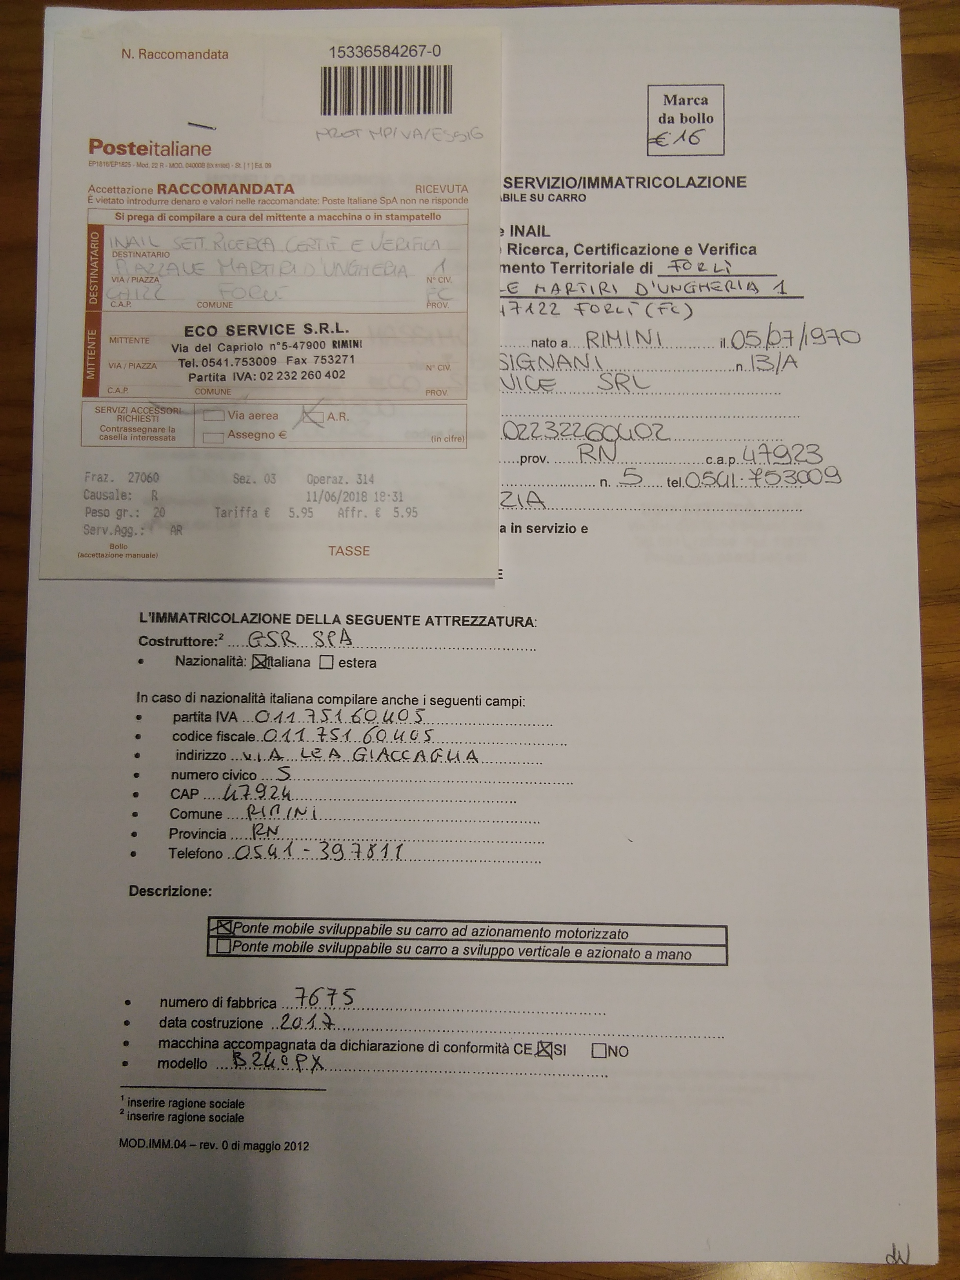 N. Raccomandata
15336584267-0
Posteitaliane
Accettazione RACCOMANDATA
RICEVUTA
È vietato introdurre denaro e valori nelle raccomandate: Poste Italiane SpA non ne risponde
Si prega di compilare a cura del mittente a macchina o in stampatello
DESTINATARIO
INAIL SETT. RICERCA CERTIF E VERIFICA
DESTINATARIO
PIAZZALE MARTIRI D'UNGHERIA 1
VIA / PIAZZA
N° CIV.
FORLÌ FC
C.A.P.
COMUNE
PROV.
MITTENTE
ECO SERVICE S.R.L.
MITTENTE
Via del Capriolo n°5-47900 RIMINI
VIA / PIAZZA
Tel. 0541.753009 Fax 753271
N° CIV.
Partita IVA: 02 232 260 402
C.A.P.
COMUNE
PROV.
SERVIZI ACCESSORI RICHIESTI
Contrassegnare la casella interessata
Via aerea
A.R.
Assegno €
(in cifre)
Fraz. 27060 Sez. 03 Operaz. 314
Causale: R 11/06/2018 18:31
Peso gr.: 20 Tariffa € 5.95 Affr. € 5.95
Serv.Agg.: AR
Bollo
(accettazione manuale)
TASSE
Marca
da bollo
€ 16
SERVIZIO/IMMATRICOLAZIONE
BILE SU CARRO
e INAIL
Ricerca, Certificazione e Verifica
mento Territoriale di FORLÌ
LE MARTIRI D'UNGHERIA 1
47122 FORLÌ (FC)
nato a RIMINI il 05/07/1970
SIGNANI n. 13/A
VICE SRL
02232260402
prov. RN c.a.p. 47923
n. 5 tel. 0541-753009
ZIA
a in servizio e
L'IMMATRICOLAZIONE DELLA SEGUENTE ATTREZZATURA:
Costruttore:2 GSR SPA
• Nazionalità: italiana estera
In caso di nazionalità italiana compilare anche i seguenti campi:
• partita IVA 01175160405
• codice fiscale 01175160405
• indirizzo VIA LEA GIACCAGLIA
• numero civico 5
• CAP 47924
• Comune RIMINI
• Provincia RN
• Telefono 0541-397811
Descrizione:
Ponte mobile sviluppabile su carro ad azionamento motorizzato
Ponte mobile sviluppabile su carro a sviluppo verticale e azionato a mano
• numero di fabbrica 7675
• data costruzione 2017
• macchina accompagnata da dichiarazione di conformità CE SI NO
• modello
1 inserire ragione sociale
2 inserire ragione sociale
MOD.IMM.04 – rev. 0 di maggio 2012